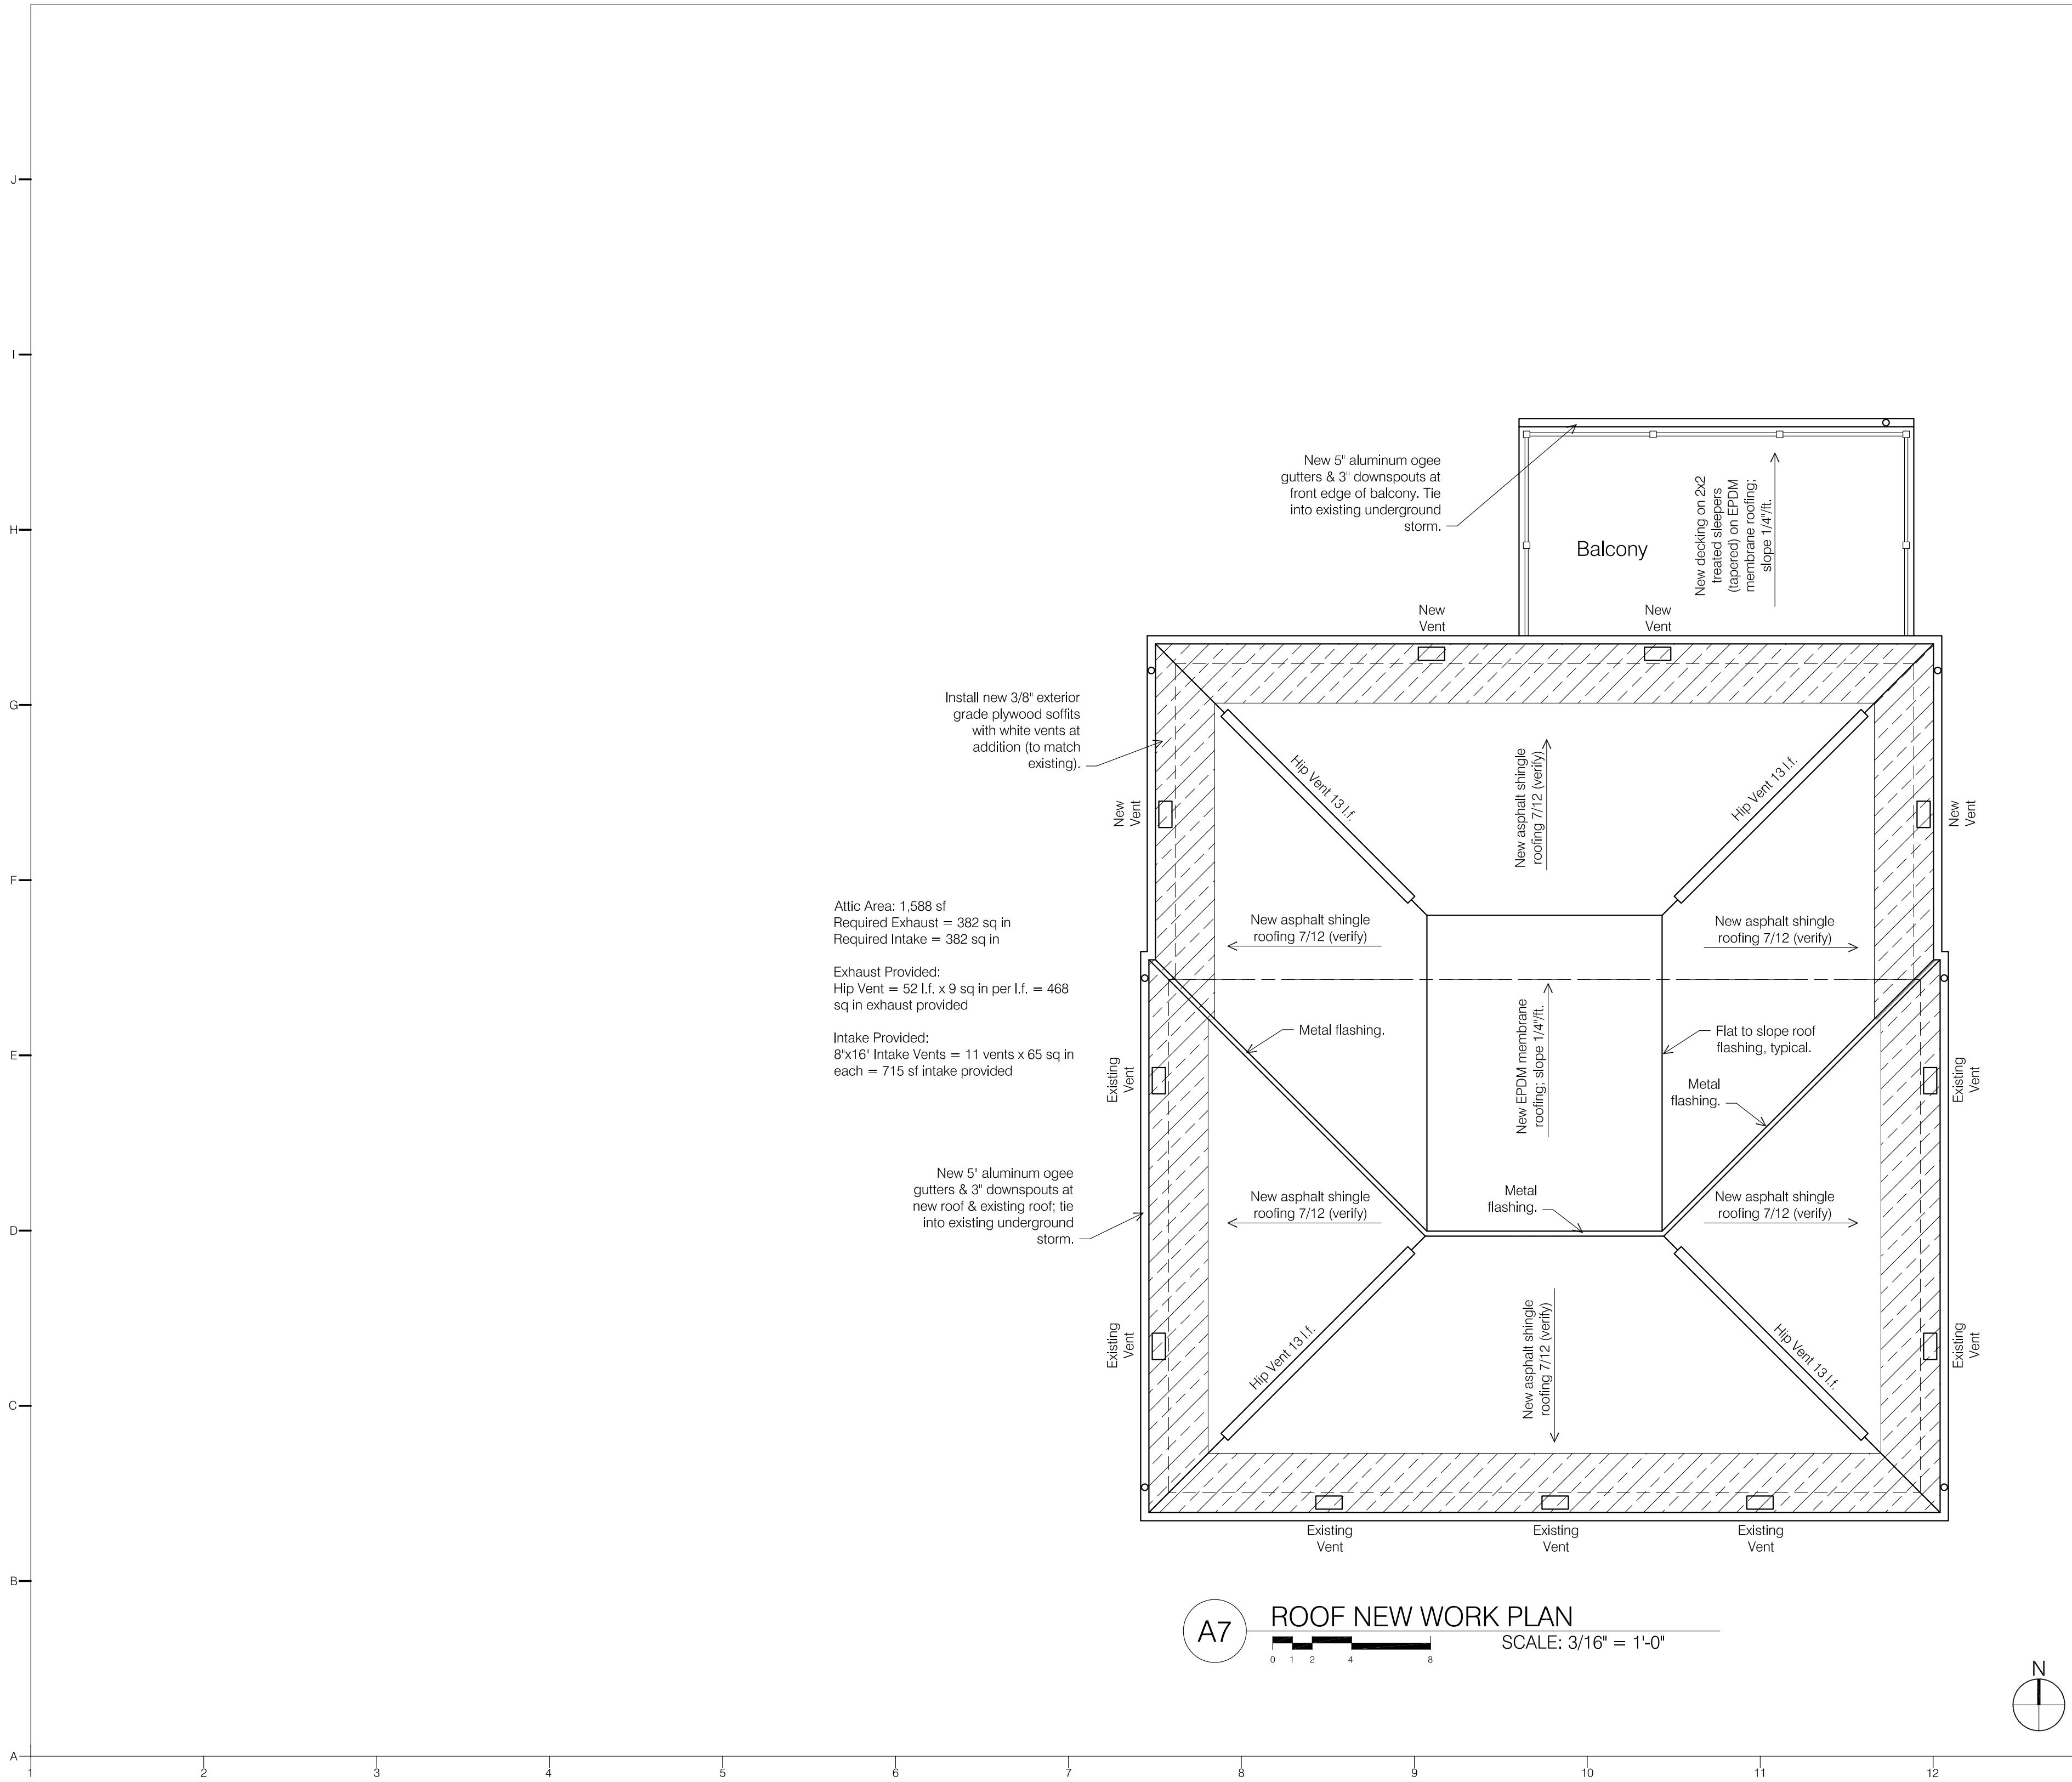 J
I
H
G
F
E
D
C
B
A
New 5" aluminum ogee
gutters & 3" downspouts at
front edge of balcony. Tie
into existing underground
storm.
Balcony
New decking on 2x2
treated sleepers
(tapered) on EPDM
membrane roofing;
slope 1/4"/ft.
New
Vent
New
Vent
Install new 3/8" exterior
grade plywood soffits
with white vents at
addition (to match
existing).
Hip Vent 13 l.f.
New asphalt shingle
roofing 7/12 (verify)
Hip Vent 13 l.f.
New
Vent
New
Vent
Attic Area: 1,588 sf
Required Exhaust = 382 sq in
Required Intake = 382 sq in
Exhaust Provided:
Hip Vent = 52 l.f. x 9 sq in per l.f. = 468
sq in exhaust provided
Intake Provided:
8"x16" Intake Vents = 11 vents x 65 sq in
each = 715 sf intake provided
New asphalt shingle
roofing 7/12 (verify)
New asphalt shingle
roofing 7/12 (verify)
Metal flashing.
New EPDM membrane
roofing; slope 1/4"/ft.
Flat to slope roof
flashing, typical.
Metal
flashing.
Existing
Vent
Existing
Vent
New 5" aluminum ogee
gutters & 3" downspouts at
new roof & existing roof; tie
into existing underground
storm.
New asphalt shingle
roofing 7/12 (verify)
Metal
flashing.
New asphalt shingle
roofing 7/12 (verify)
Existing
Vent
Hip Vent 13 l.f.
New asphalt shingle
roofing 7/12 (verify)
Hip Vent 13 l.f.
Existing
Vent
Existing
Vent
Existing
Vent
Existing
Vent
A7
ROOF NEW WORK PLAN
SCALE: 3/16" = 1'-0"
0 1 2 4 8
N
1 2 3 4 5 6 7 8 9 10 11 12